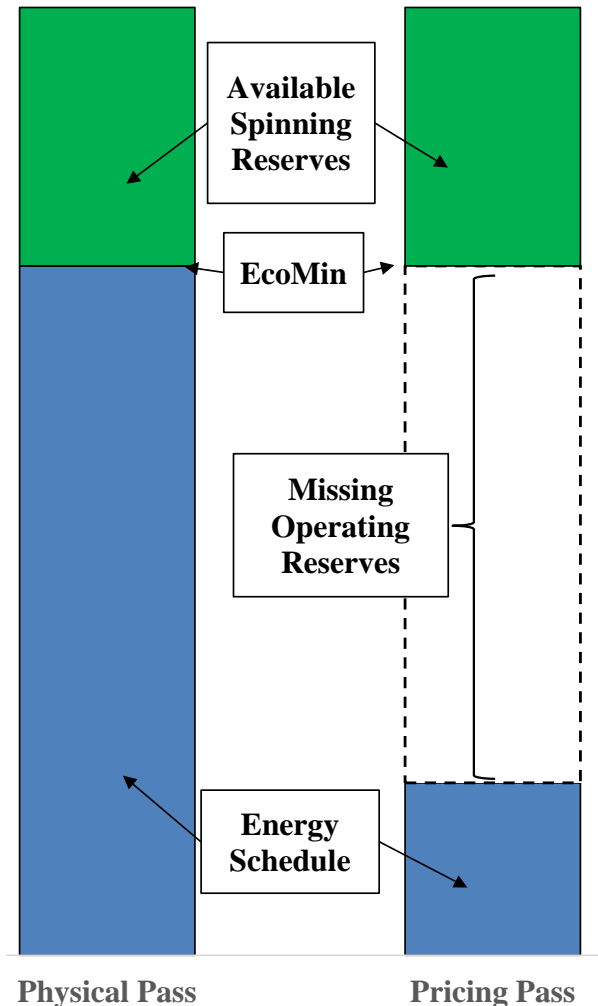 Available
Spinning
Reserves
EcoMin
Missing
Operating
Reserves
Energy
Schedule
Physical Pass
Pricing Pass